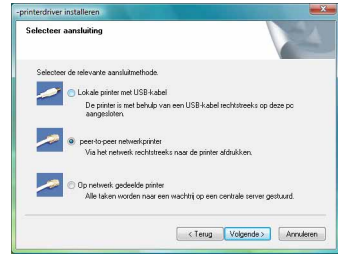 -printerdriver installeren
Selecteer aansluiting
Selecteer de relevante aansluitmethode.
Lokale printer met USB-kabel
De printer is met behulp van een USB-kabel rechtstreeks op deze pc
aangesloten.
peer-to-peer netwerkprinter
Via het netwerk rechtstreeks naar de printer afdrukken.
Op netwerk gedeelde printer
Alle taken worden naar een wachtrij op een centrale server gestuurd.
< Terug Volgende > Annuleren